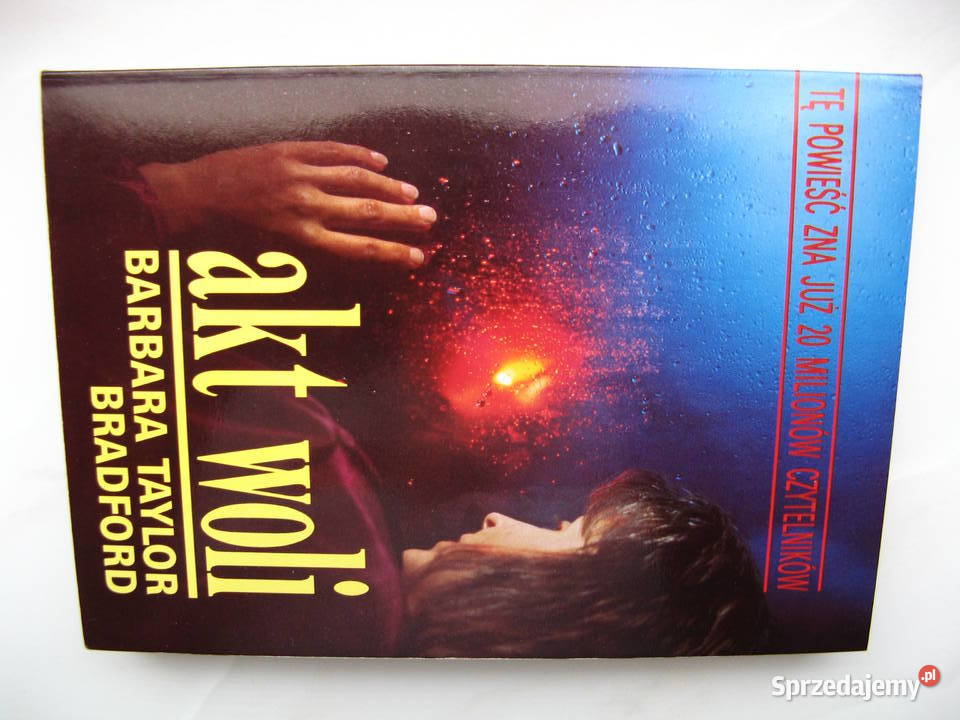 TĘ POWIEŚĆ ZNA JUŻ 20 MILIONÓW CZYTELNIKÓW
akt woli
BARBARA TAYLOR
BRADFORD
Sprzedajemy.pl